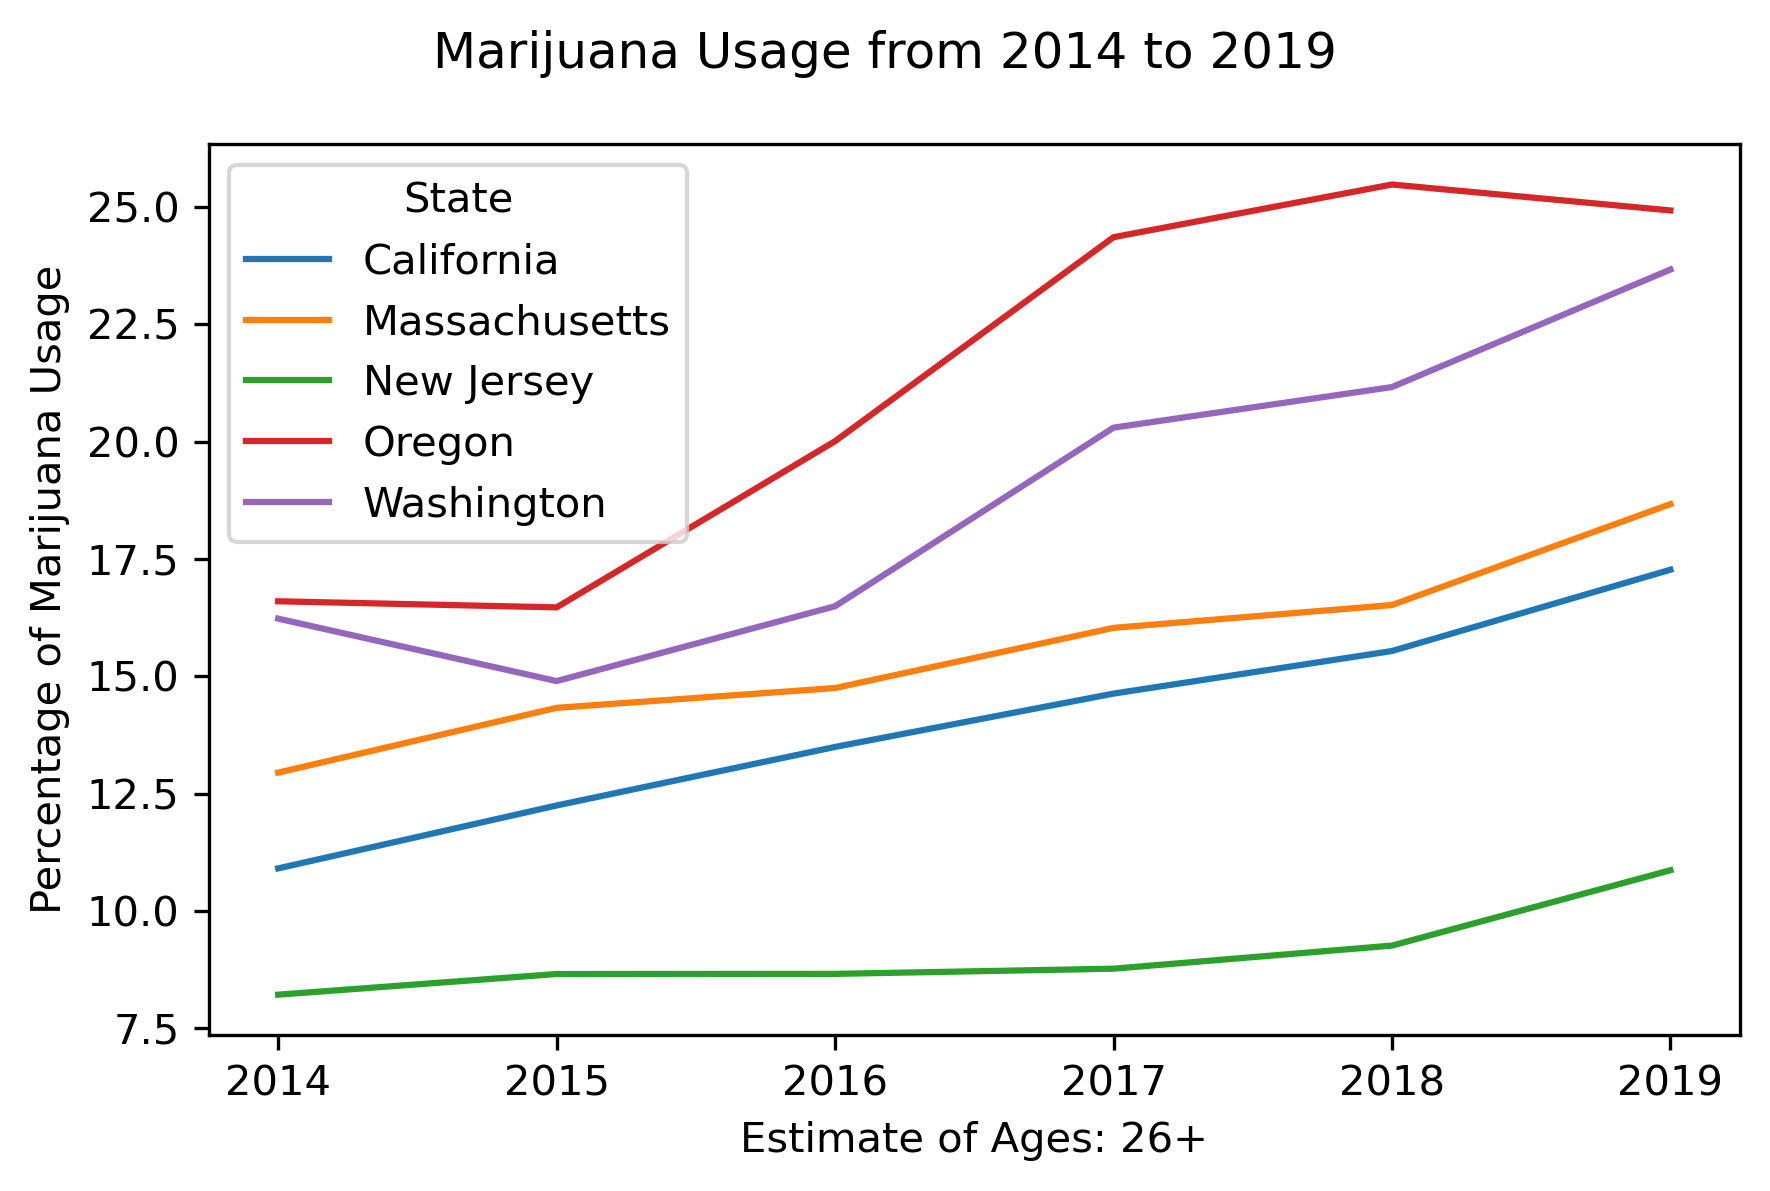 Marijuana Usage from 2014 to 2019
State
California
Massachusetts
New Jersey
Oregon
Washington
Percentage of Marijuana Usage
25.0
22.5
20.0
17.5
15.0
12.5
10.0
7.5
2014 2015 2016 2017 2018 2019
Estimate of Ages: 26+